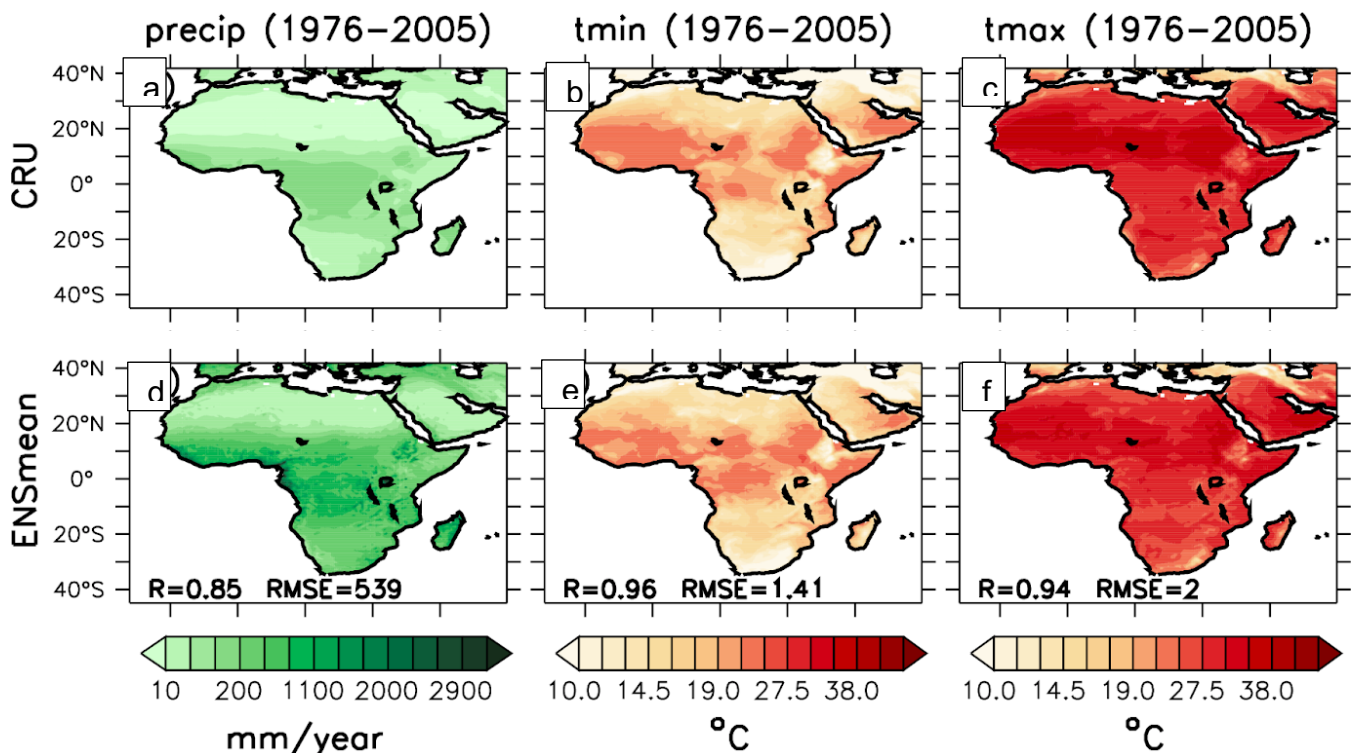 precip (1976–2005) tmin (1976–2005) tmax (1976–2005)
40°N
20°N
0°
20°S
40°S
CRU
a)
b
c
40°N
20°N
0°
20°S
40°S
ENSmean
d)
e)
f
R=0.85 RMSE=539
R=0.96 RMSE=1.41
R=0.94 RMSE=2
10 200 1100 2000 2900
mm/year
10.0 14.5 19.0 27.5 38.0
°C
10.0 14.5 19.0 27.5 38.0
°C